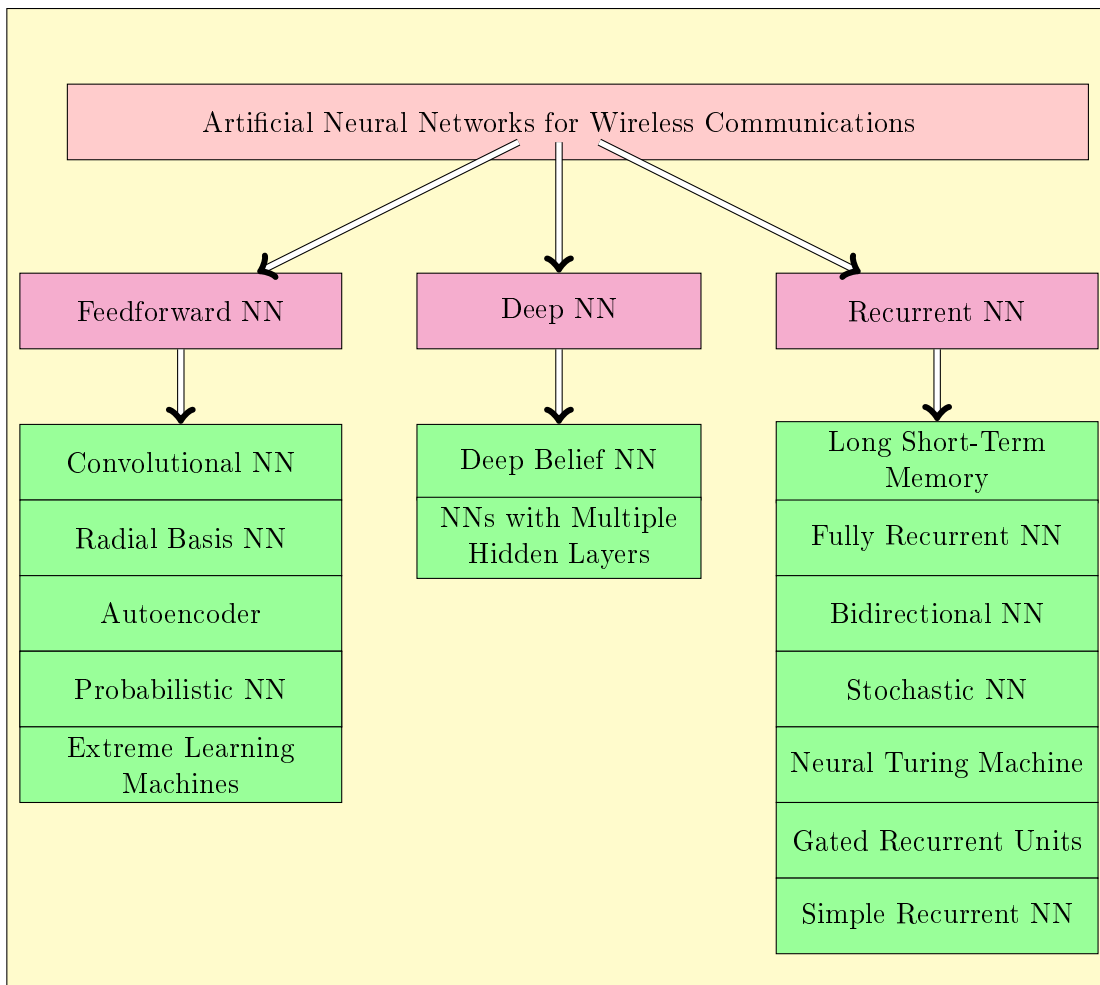 Artificial Neural Networks for Wireless Communications
Feedforward NN
Deep NN
Recurrent NN
Convolutional NN
Radial Basis NN
Autoencoder
Probabilistic NN
Extreme Learning
Machines
Deep Belief NN
NNs with Multiple
Hidden Layers
Long Short-Term
Memory
Fully Recurrent NN
Bidirectional NN
Stochastic NN
Neural Turing Machine
Gated Recurrent Units
Simple Recurrent NN